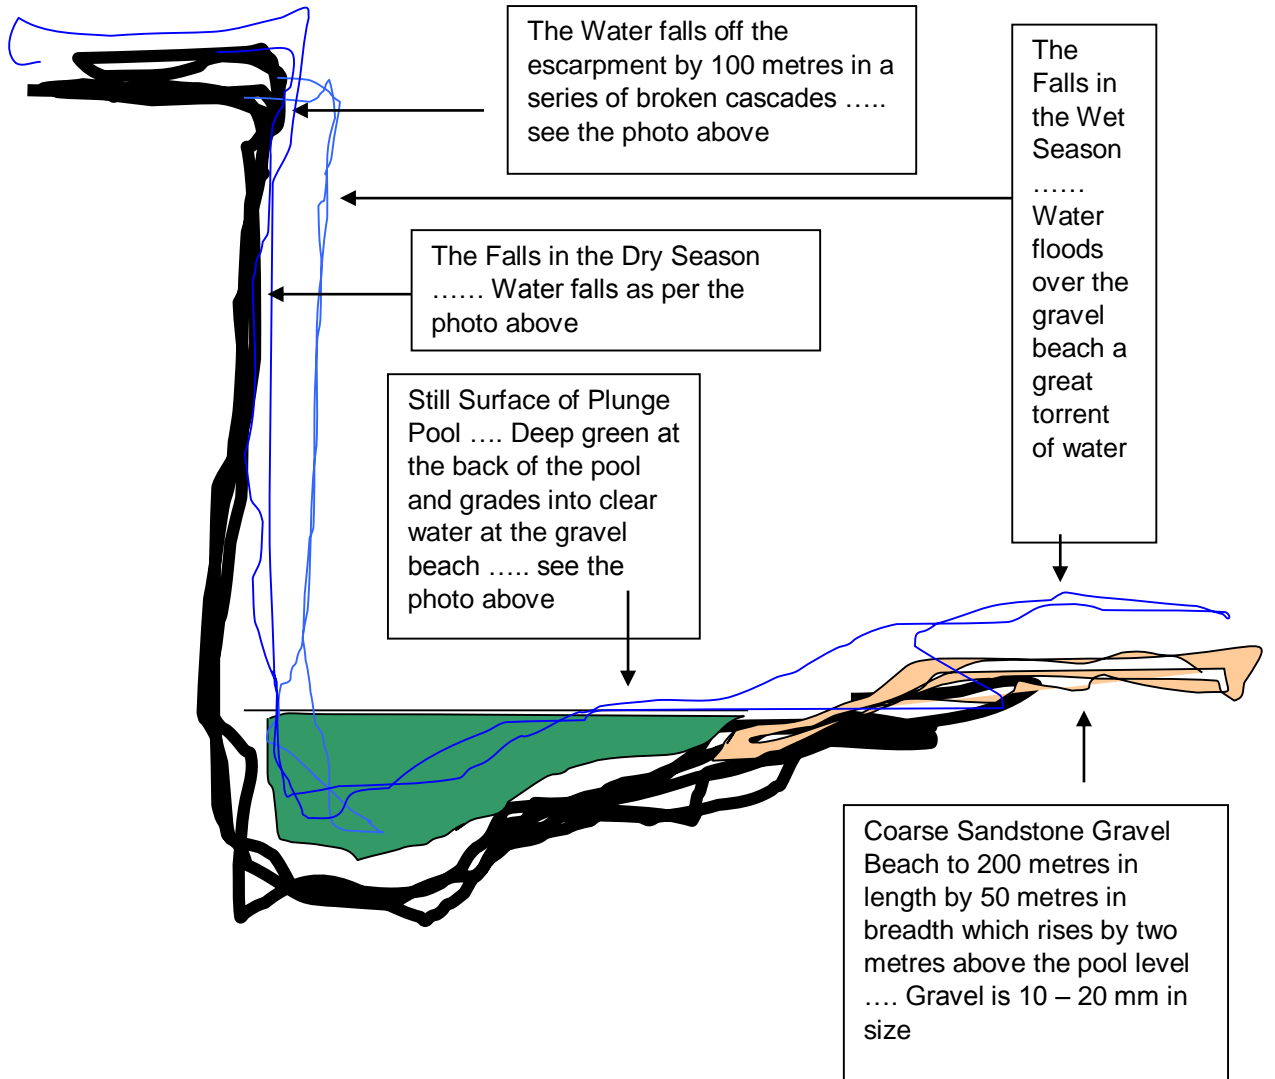 The Water falls off the
escarpment by 100 metres in a
series of broken cascades …..
see the photo above
The
Falls in
the Wet
Season
……
Water
floods
over the
gravel
beach a
great
torrent
of water
The Falls in the Dry Season
…… Water falls as per the
photo above
Still Surface of Plunge
Pool …. Deep green at
the back of the pool
and grades into clear
water at the gravel
beach ….. see the
photo above
Coarse Sandstone Gravel
Beach to 200 metres in
length by 50 metres in
breadth which rises by two
metres above the pool level
…. Gravel is 10 – 20 mm in
size